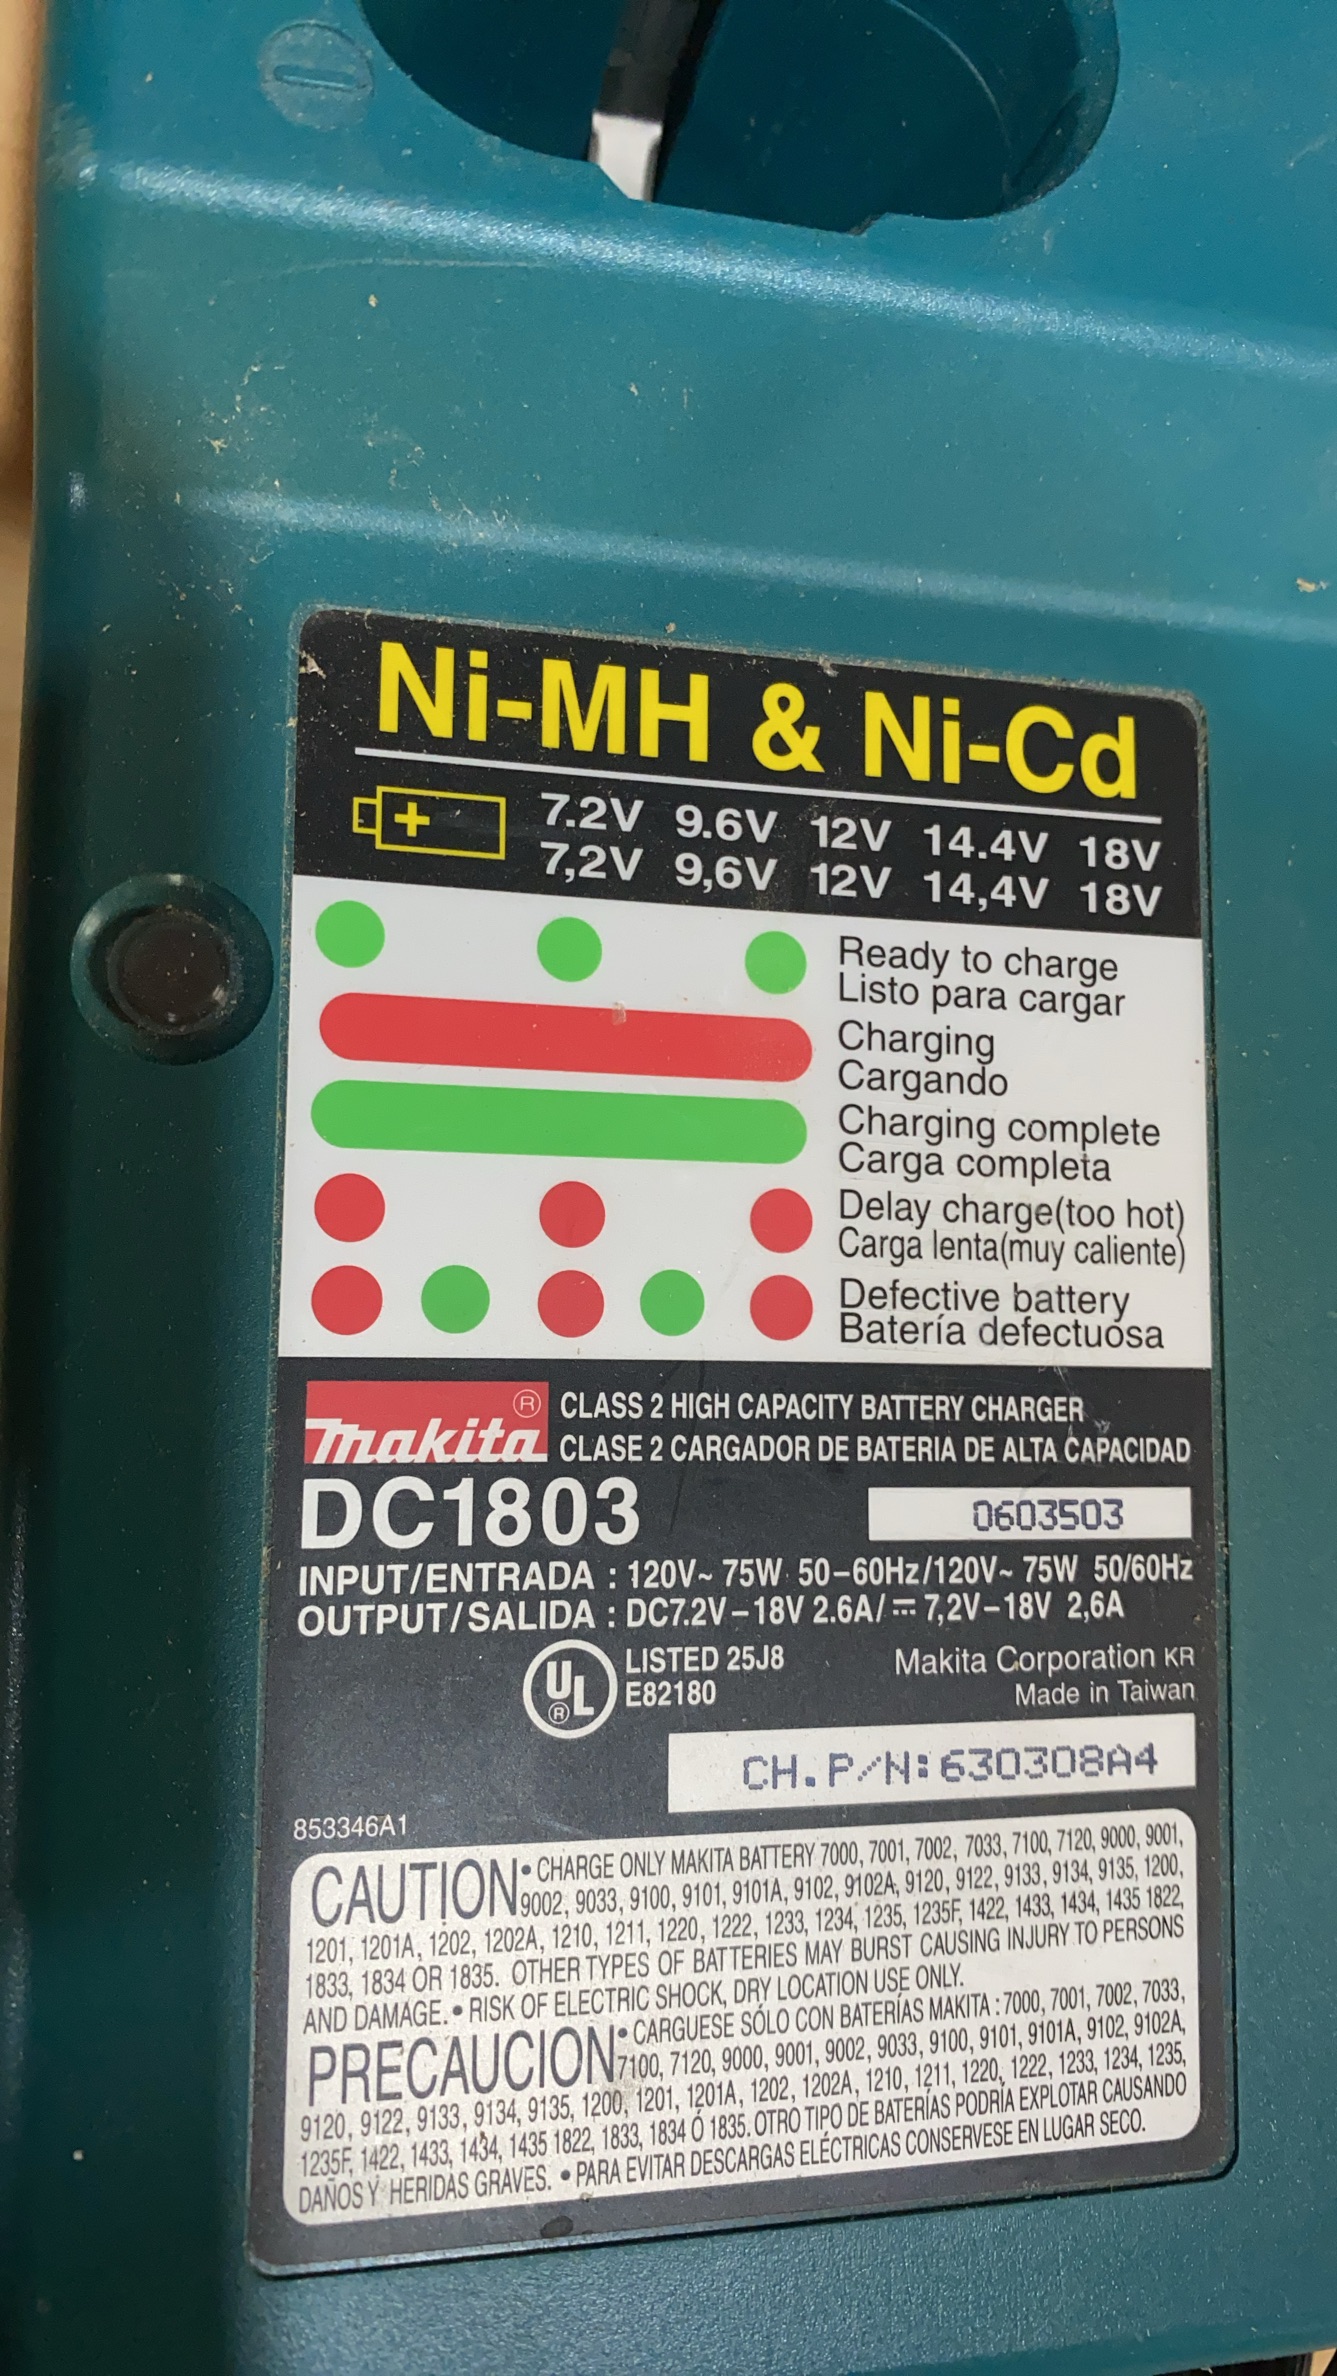 Ni-MH & Ni-Cd
7.2V 9.6V 12V 14.4V 18V
7,2V 9,6V 12V 14,4V 18V
Ready to charge
Listo para cargar
Charging
Cargando
Charging complete
Carga completa
Delay charge(too hot)
Carga lenta(muy caliente)
Defective battery
Batería defectuosa
makita® CLASS 2 HIGH CAPACITY BATTERY CHARGER
CLASE 2 CARGADOR DE BATERIA DE ALTA CAPACIDAD
DC1803 0603503
INPUT/ENTRADA : 120V~ 75W 50–60Hz/120V~ 75W 50/60Hz
OUTPUT/SALIDA : DC7.2V–18V 2.6A/⎓ 7,2V–18V 2,6A
UL® LISTED 25J8 Makita Corporation KR
E82180 Made in Taiwan
CH.P/N:630308A4
853346A1
CAUTION • CHARGE ONLY MAKITA BATTERY 7000, 7001, 7002, 7033, 7100, 7120, 9000, 9001,
9002, 9033, 9100, 9101, 9101A, 9102, 9102A, 9120, 9122, 9133, 9134, 9135, 1200,
1201, 1201A, 1202, 1202A, 1210, 1211, 1220, 1222, 1233, 1234, 1235, 1235F, 1422, 1433, 1434, 1435 1822,
1833, 1834 OR 1835. OTHER TYPES OF BATTERIES MAY BURST CAUSING INJURY TO PERSONS
AND DAMAGE. • RISK OF ELECTRIC SHOCK, DRY LOCATION USE ONLY.
PRECAUCION • CARGUESE SÓLO CON BATERÍAS MAKITA : 7000, 7001, 7002, 7033,
7100, 7120, 9000, 9001, 9002, 9033, 9100, 9101, 9101A, 9102, 9102A,
9120, 9122, 9133, 9134, 9135, 1200, 1201, 1201A, 1202, 1202A, 1210, 1211, 1220, 1222, 1233, 1234, 1235,
1235F, 1422, 1433, 1434, 1435 1822, 1833, 1834 Ó 1835. OTRO TIPO DE BATERÍAS PODRÍA EXPLOTAR CAUSANDO
DAÑOS Y HERIDAS GRAVES. • PARA EVITAR DESCARGAS ELÉCTRICAS CONSERVESE EN LUGAR SECO.